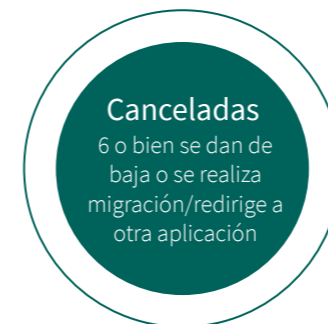 Canceladas
6 o bien se dan de
baja o se realiza
migración/redirige a
otra aplicación